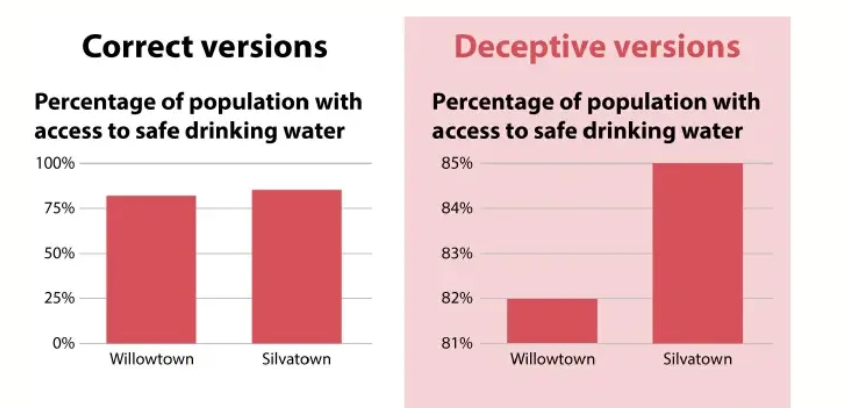 Correct versions
Percentage of population with
access to safe drinking water
100%
75%
50%
25%
0%
Willowtown Silvatown
Deceptive versions
Percentage of population with
access to safe drinking water
85%
84%
83%
82%
81%
Willowtown Silvatown